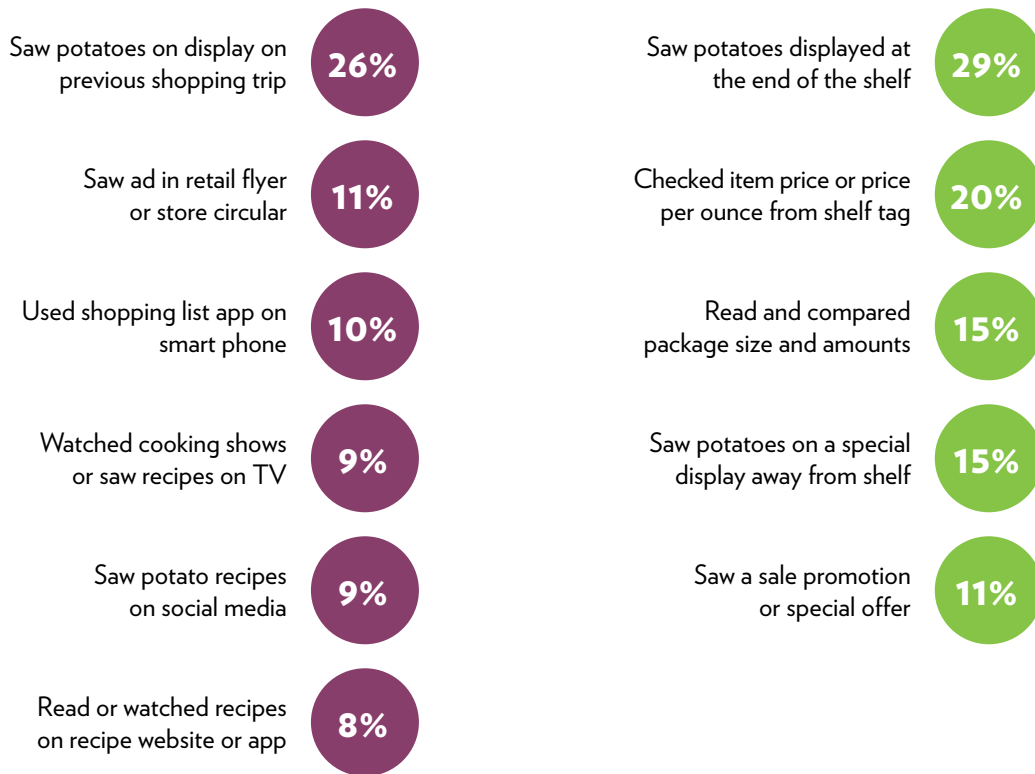 Saw potatoes on display on
previous shopping trip
26%
Saw ad in retail flyer
or store circular
11%
Used shopping list app on
smart phone
10%
Watched cooking shows
or saw recipes on TV
9%
Saw potato recipes
on social media
9%
Read or watched recipes
on recipe website or app
8%
Saw potatoes displayed at
the end of the shelf
29%
Checked item price or price
per ounce from shelf tag
20%
Read and compared
package size and amounts
15%
Saw potatoes on a special
display away from shelf
15%
Saw a sale promotion
or special offer
11%